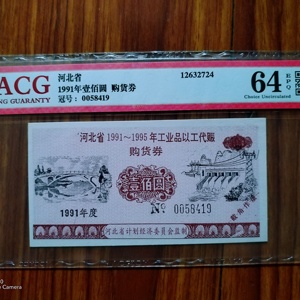 ACG
NG GUARANTY
河北省
1991年壹佰圆 购货券
冠号：0058419
12632724
64
EPQ
Choice Uncirculated
河北省1991～1995年工业品以工代赈
购货券
壹佰圆
1991年度
No 0058419
河北省计划经济委员会监制